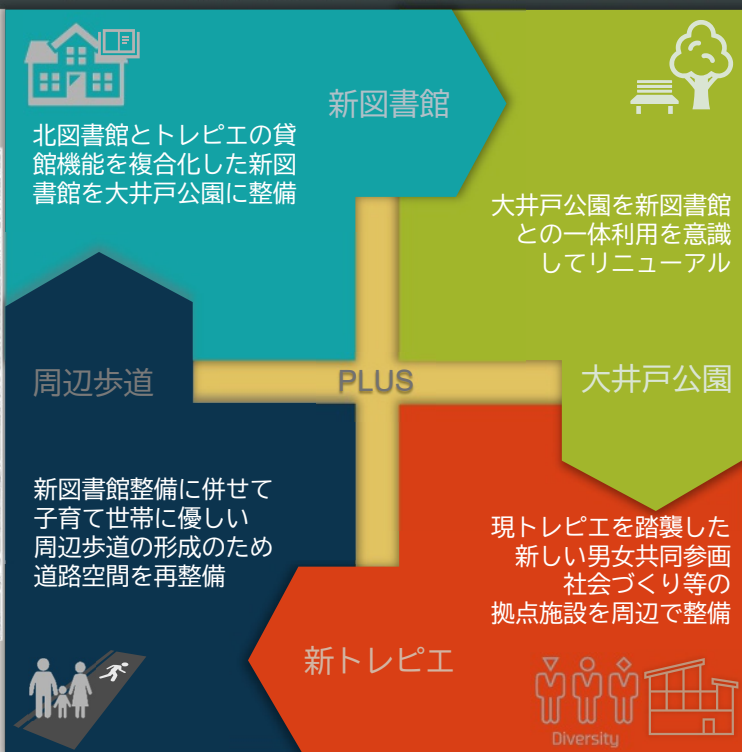 新図書館
北図書館とトレピエの貸
館機能を複合化した新図
書館を大井戸公園に整備
大井戸公園を新図書館
との一体利用を意識
してリニューアル
周辺歩道
PLUS
大井戸公園
新図書館整備に併せて
子育て世帯に優しい
周辺歩道の形成のため
道路空間を再整備
現トレピエを踏襲した
新しい男女共同参画
社会づくり等の
拠点施設を周辺で整備
新トレピエ
Diversity